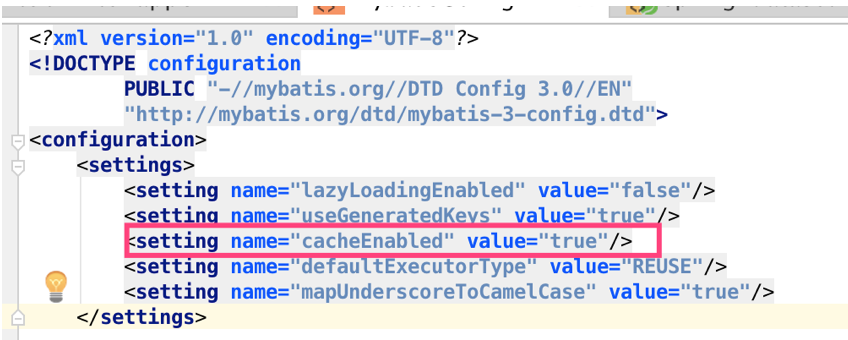 <?xml version="1.0" encoding="UTF-8"?>
<!DOCTYPE configuration
PUBLIC "-//mybatis.org//DTD Config 3.0//EN"
"http://mybatis.org/dtd/mybatis-3-config.dtd">
<configuration>
<settings>
<setting name="lazyLoadingEnabled" value="false"/>
<setting name="useGeneratedKeys" value="true"/>
<setting name="cacheEnabled" value="true"/>
<setting name="defaultExecutorType" value="REUSE"/>
<setting name="mapUnderscoreToCamelCase" value="true"/>
</settings>